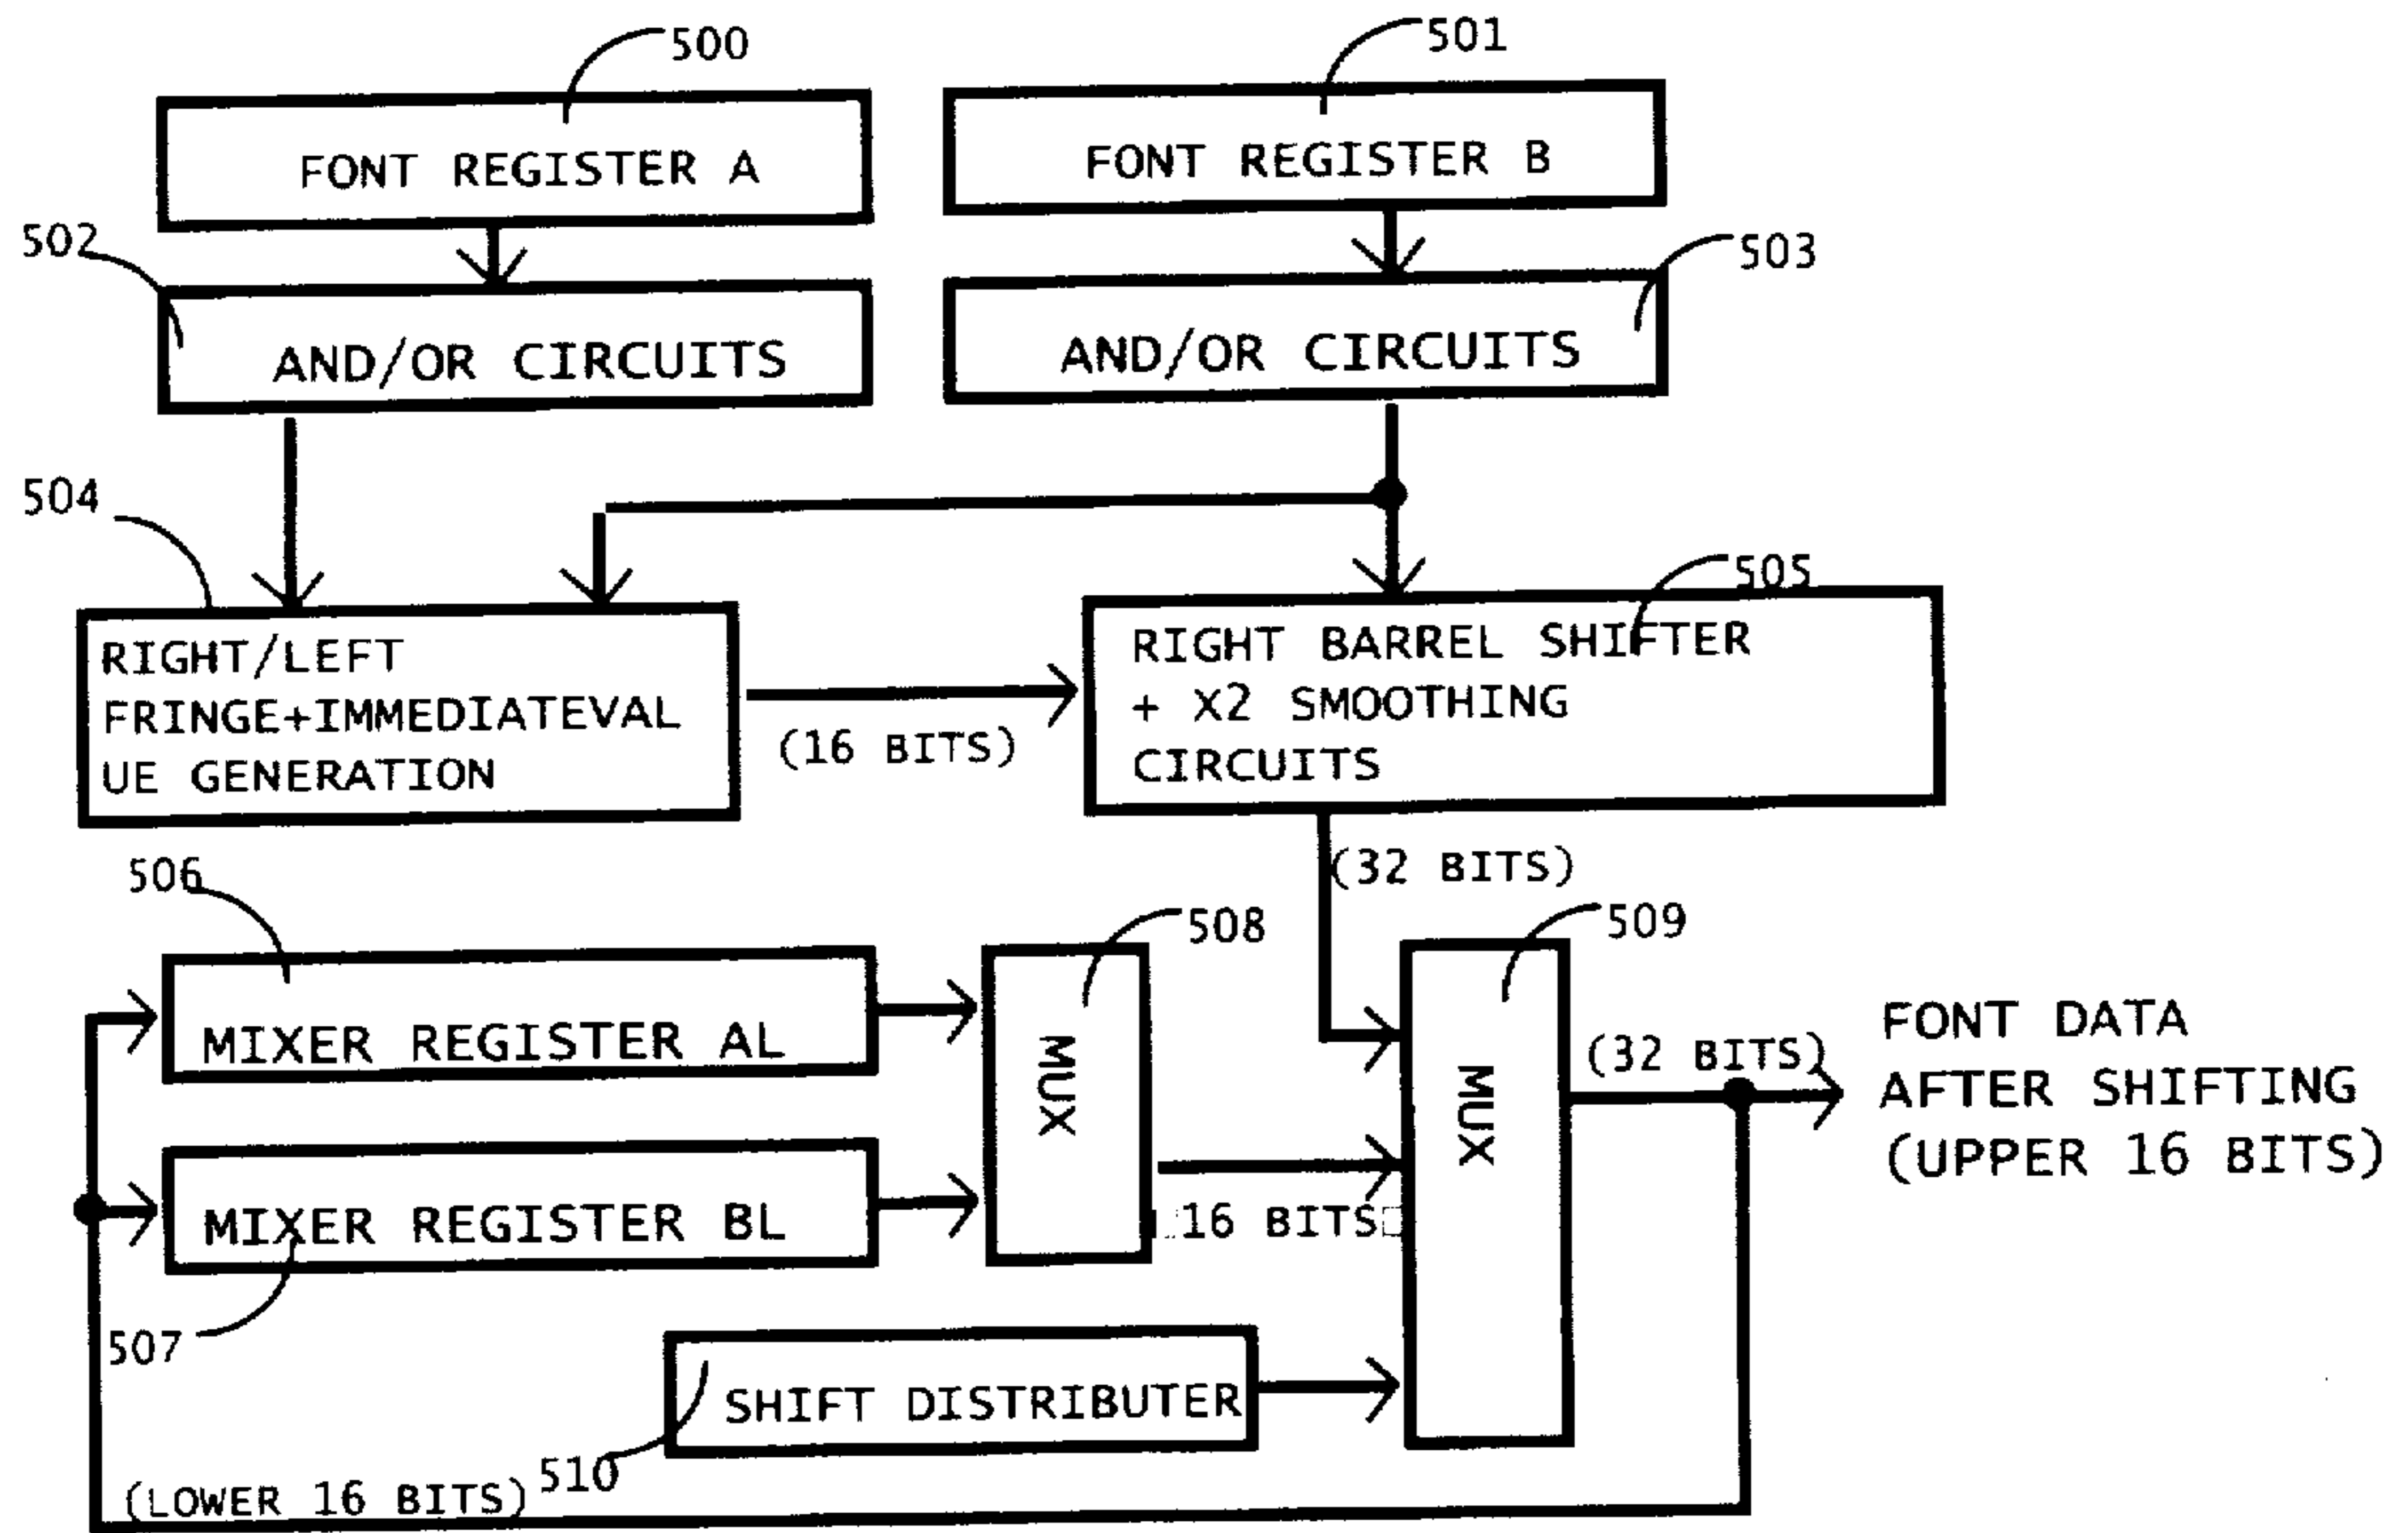 500
501
FONT REGISTER A
FONT REGISTER B
502
503
AND/OR CIRCUITS
AND/OR CIRCUITS
504
505
RIGHT/LEFT
FRINGE+IMMEDIATEVAL
UE GENERATION
(16 BITS)
RIGHT BARREL SHIFTER
+ X2 SMOOTHING
CIRCUITS
(32 BITS)
506
508
509
MIXER REGISTER AL
MUX
MUX
(32 BITS)
FONT DATA
AFTER SHIFTING
(UPPER 16 BITS)
MIXER REGISTER BL
16 BITS
507
SHIFT DISTRIBUTER
510
(LOWER 16 BITS)